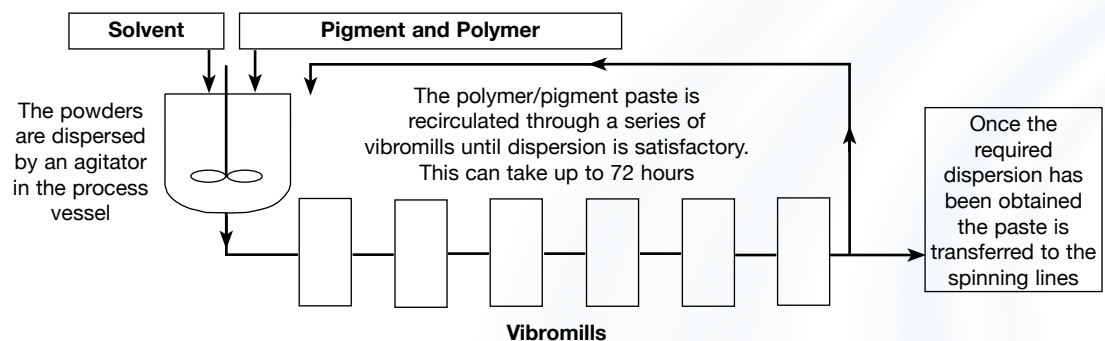 Solvent
Pigment and Polymer
The powders
are dispersed
by an agitator
in the process
vessel
The polymer/pigment paste is
recirculated through a series of
vibromills until dispersion is satisfactory.
This can take up to 72 hours
Once the
required
dispersion has
been obtained
the paste is
transferred to the
spinning lines
Vibromills